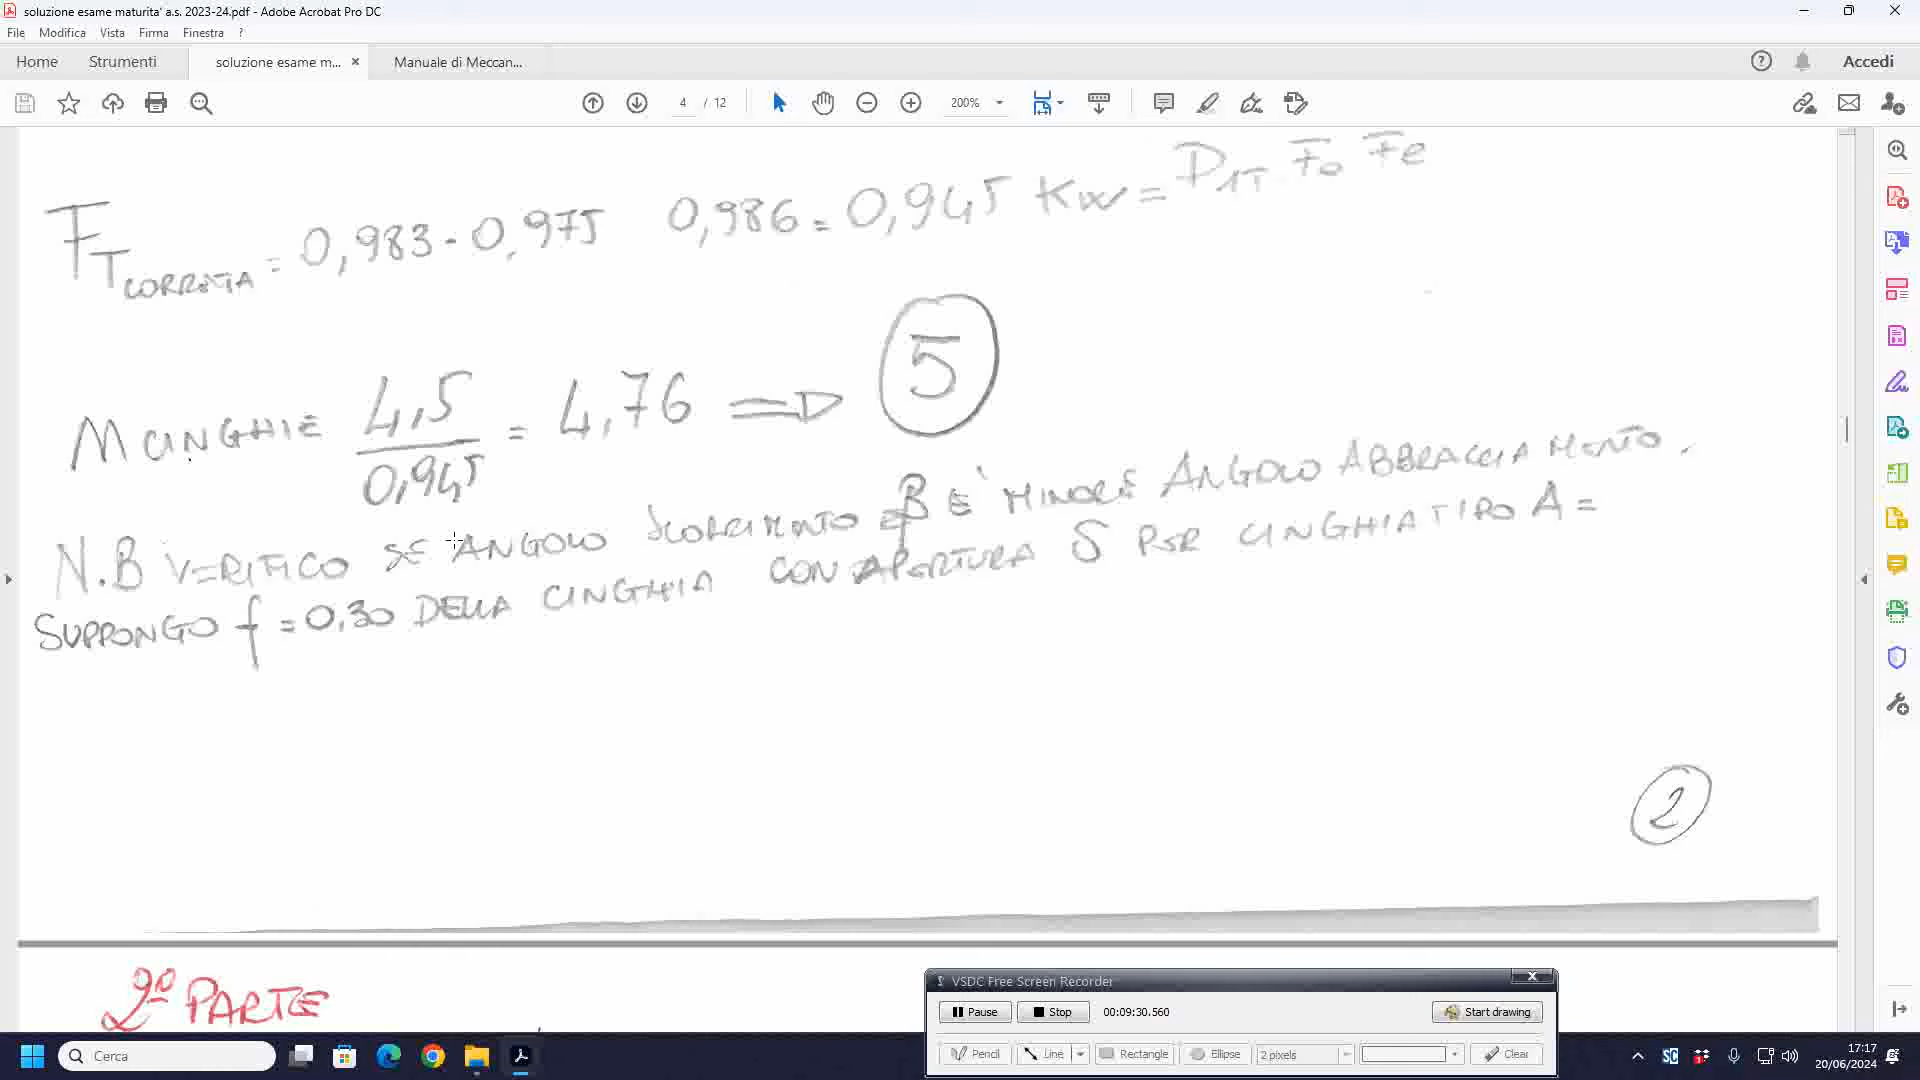 soluzione esame maturita' a.s. 2023-24.pdf - Adobe Acrobat Pro DC
File Modifica Vista Firma Finestra ?
Home Strumenti soluzione esame m... Manuale di Meccan... Accedi
4 / 12 200%
F T CORRETTA = 0,983 - 0,975 0,986 = 0,945 KW = P1T Fo Fe
N CINGHIE 4,5 / 0,945 = 4,76 ⇒ 5
N.B VERIFICO SE ANGOLO SCORRIMENTO β E' MINORE ANGOLO ABBRACCIAMENTO.
SUPPONGO f = 0,30 DELLA CINGHIA CON APERTURA δ PER CINGHIA TIPO A =
2
2° PARTE
VSDC Free Screen Recorder
Pause Stop 00:09:30.560 Start drawing
Pencil Line Rectangle Ellipse 2 pixels Clear
Cerca
17:17
20/06/2024